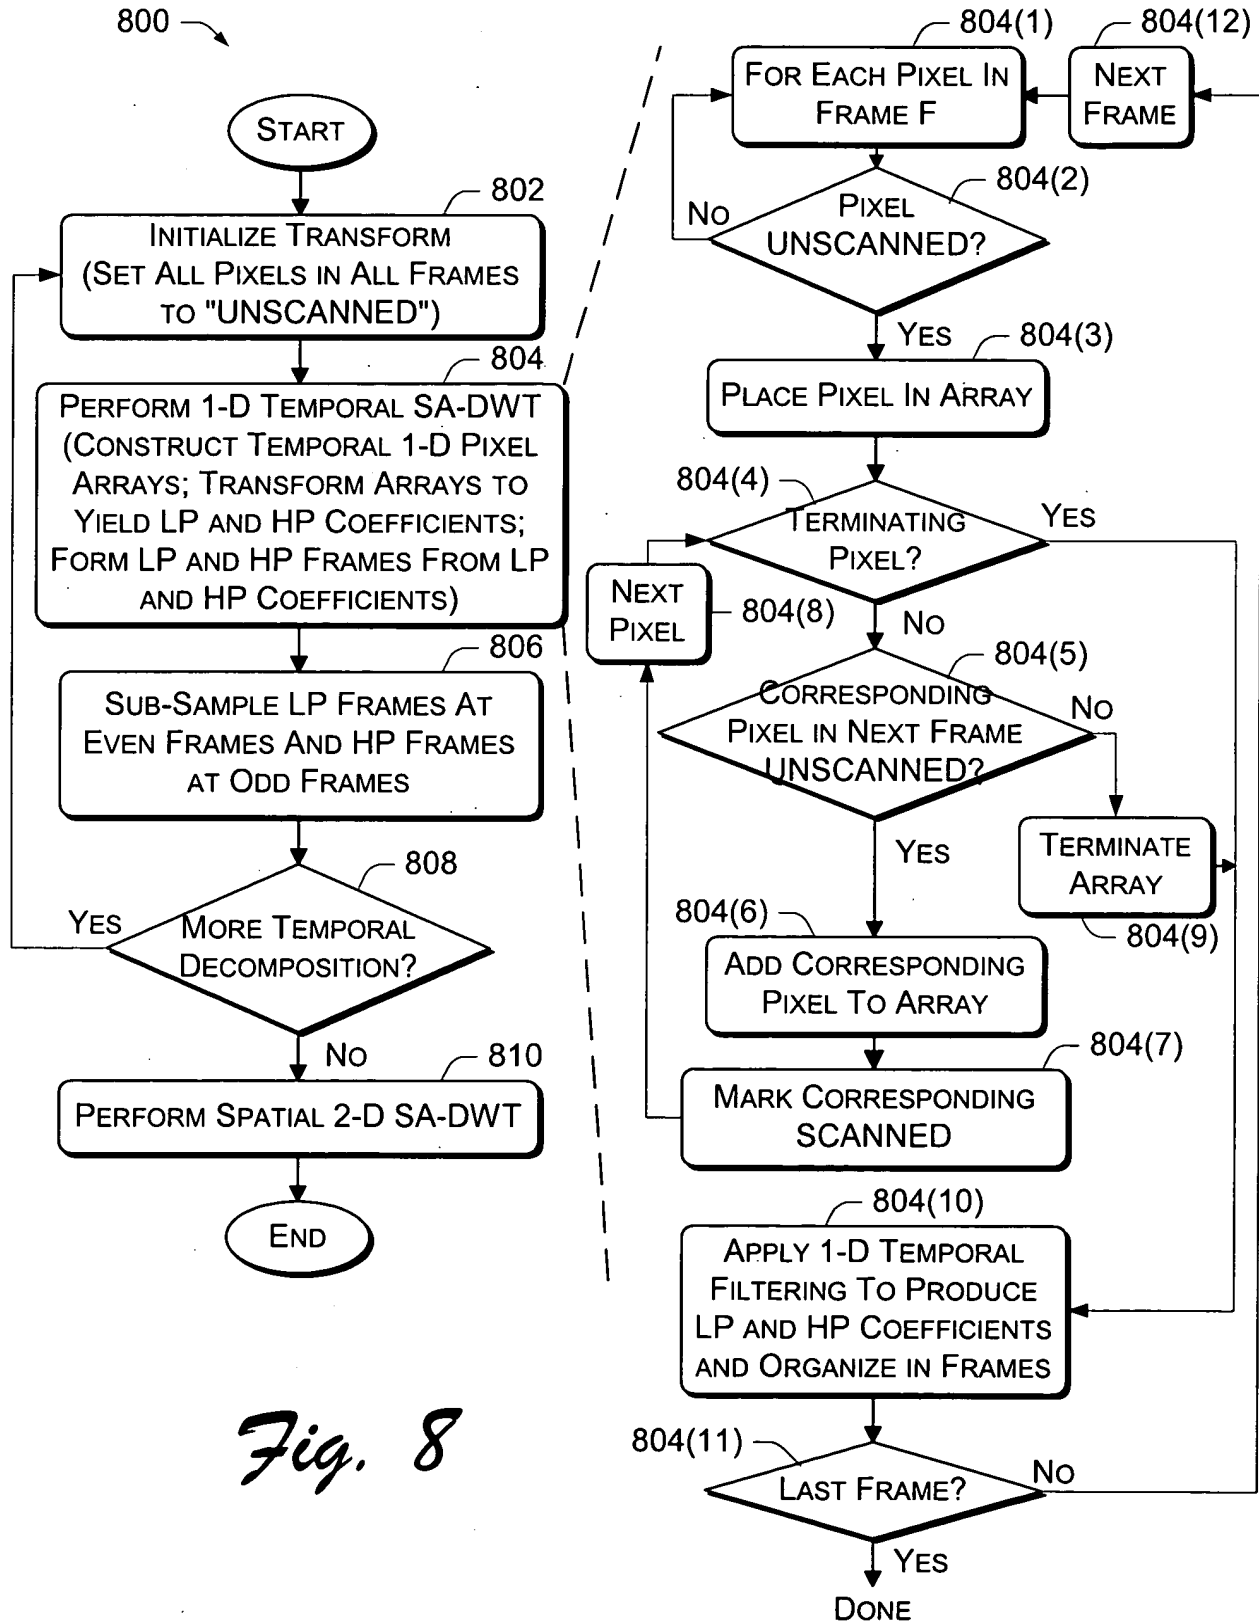 800
START
802
INITIALIZE TRANSFORM
(SET ALL PIXELS IN ALL FRAMES
TO "UNSCANNED")
804
PERFORM 1-D TEMPORAL SA-DWT
(CONSTRUCT TEMPORAL 1-D PIXEL
ARRAYS; TRANSFORM ARRAYS TO
YIELD LP AND HP COEFFICIENTS;
FORM LP AND HP FRAMES FROM LP
AND HP COEFFICIENTS)
806
SUB-SAMPLE LP FRAMES AT
EVEN FRAMES AND HP FRAMES
AT ODD FRAMES
808
YES
MORE TEMPORAL
DECOMPOSITION?
NO
810
PERFORM SPATIAL 2-D SA-DWT
END
Fig. 8
804(1)
FOR EACH PIXEL IN
FRAME F
804(12)
NEXT
FRAME
804(2)
NO
PIXEL
UNSCANNED?
YES
804(3)
PLACE PIXEL IN ARRAY
804(4)
TERMINATING
PIXEL?
YES
NEXT
PIXEL
804(8)
NO
804(5)
CORRESPONDING
PIXEL IN NEXT FRAME
UNSCANNED?
NO
YES
TERMINATE
ARRAY
804(9)
804(6)
ADD CORRESPONDING
PIXEL TO ARRAY
804(7)
MARK CORRESPONDING
SCANNED
804(10)
APPLY 1-D TEMPORAL
FILTERING TO PRODUCE
LP AND HP COEFFICIENTS
AND ORGANIZE IN FRAMES
804(11)
LAST FRAME?
NO
YES
DONE